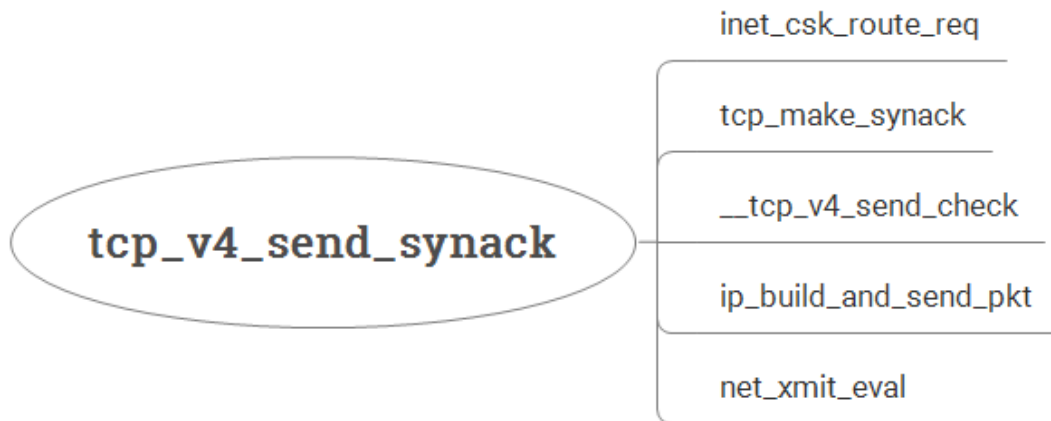 inet_csk_route_req
tcp_make_synack
__tcp_v4_send_check
tcp_v4_send_synack
ip_build_and_send_pkt
net_xmit_eval